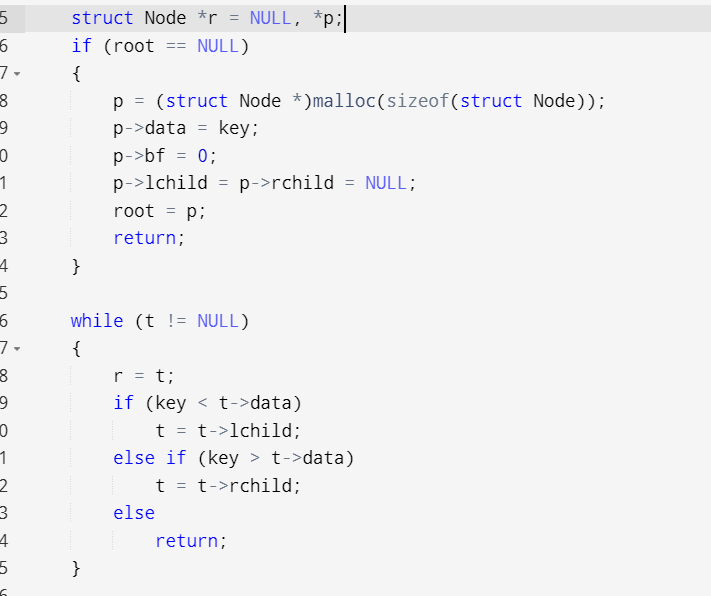 5 struct Node *r = NULL, *p;
6 if (root == NULL)
7 {
8 p = (struct Node *)malloc(sizeof(struct Node));
9 p->data = key;
0 p->bf = 0;
1 p->lchild = p->rchild = NULL;
2 root = p;
3 return;
4 }
5
6 while (t != NULL)
7 {
8 r = t;
9 if (key < t->data)
0 t = t->lchild;
1 else if (key > t->data)
2 t = t->rchild;
3 else
4 return;
5 }
6